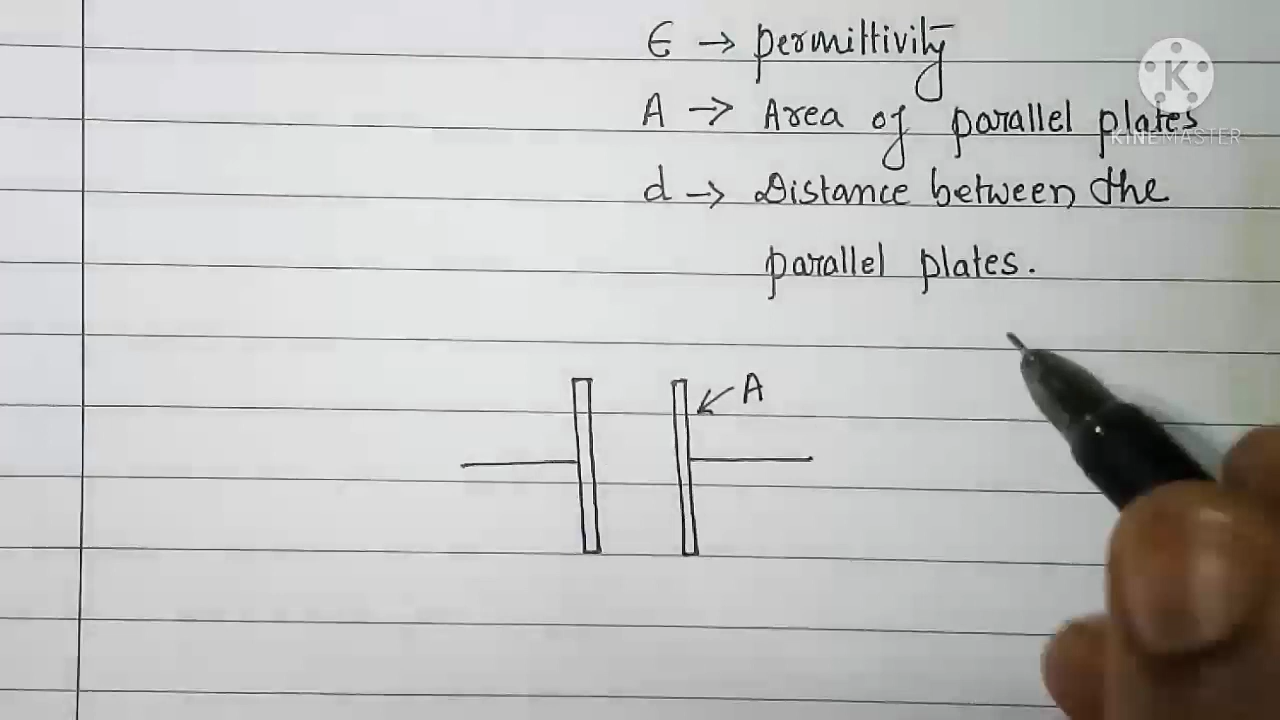 Є → permittivity
A → Area of parallel plates
d → Distance between the
parallel plates.
A
K
KINEMASTER